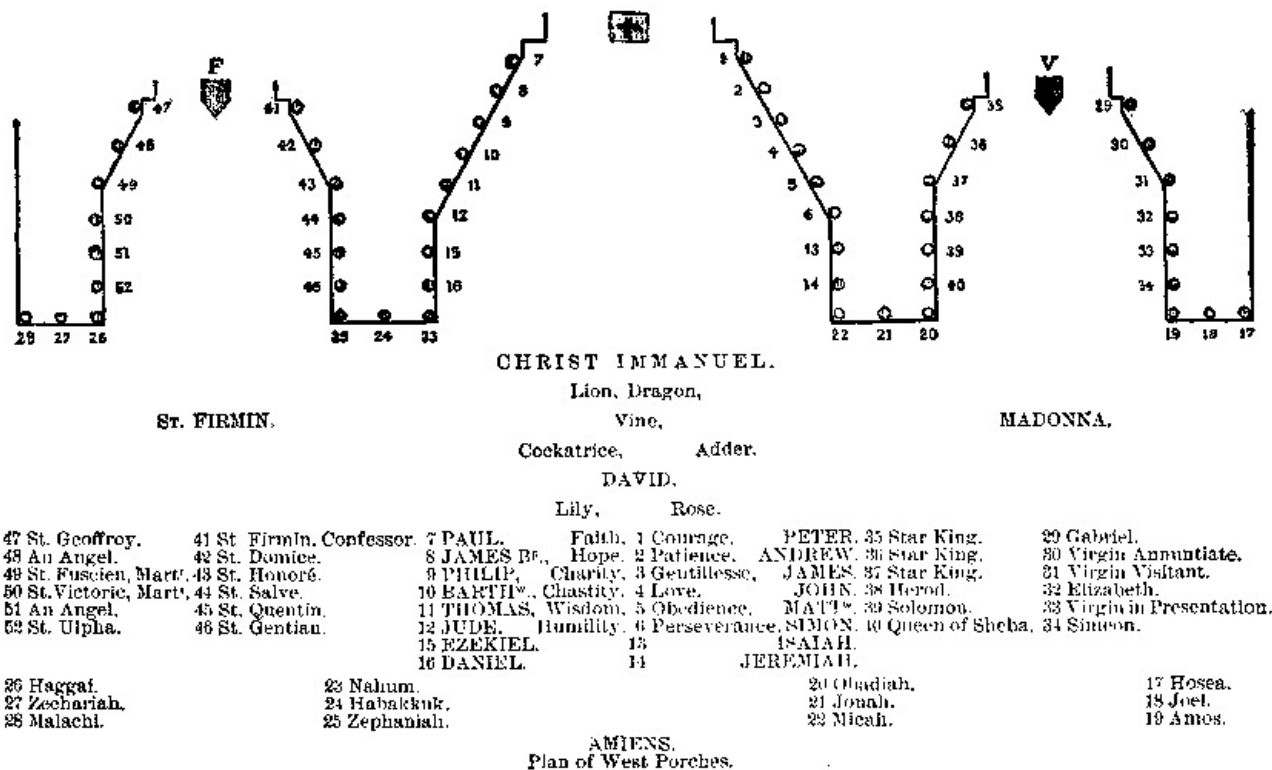 F
V
47 7 1 35 29
48 8 2 36 30
41 42 9 3
49 43 10 4 37 31
50 44 11 5 38 32
51 45 12 6 39 33
52 46 15 13 40 34
16 14
28 27 26 25 24 23 22 21 20 19 18 17
CHRIST IMMANUEL.
Lion, Dragon,
ST. FIRMIN. Vine, MADONNA.
Cockatrice, Adder.
DAVID.
Lily, Rose.
47 St. Geoffroy. 41 St Firmin, Confessor. 7 PAUL. Faith, 1 Courage, PETER. 35 Star King. 29 Gabriel.
48 An Angel. 42 St. Domice. 8 JAMES Bp., Hope, 2 Patience, ANDREW. 36 Star King. 30 Virgin Annuntiate.
49 St. Fuscien, Mart'. 43 St. Honoré. 9 PHILIP, Charity, 3 Gentillesse, JAMES. 37 Star King. 31 Virgin Visitant.
50 St. Victoric, Mart'. 44 St. Salve. 10 BARTHw., Chastity, 4 Love, JOHN. 38 Herod. 32 Elizabeth.
51 An Angel. 45 St. Quentin. 11 THOMAS, Wisdom, 5 Obedience, MATTw. 39 Solomon. 33 Virgin in Presentation.
52 St. Ulpha. 46 St. Gentian. 12 JUDE. Humility. 6 Perseverance, SIMON. 40 Queen of Sheba. 34 Simeon.
15 EZEKIEL. 13 ISAIAH.
16 DANIEL. 14 JEREMIAH.
26 Haggai. 23 Nahum. 20 Obadiah. 17 Hosea.
27 Zechariah. 24 Habakkuk. 21 Jonah. 18 Joel.
28 Malachi. 25 Zephaniah. 22 Micah. 19 Amos.
AMIENS.
Plan of West Porches.